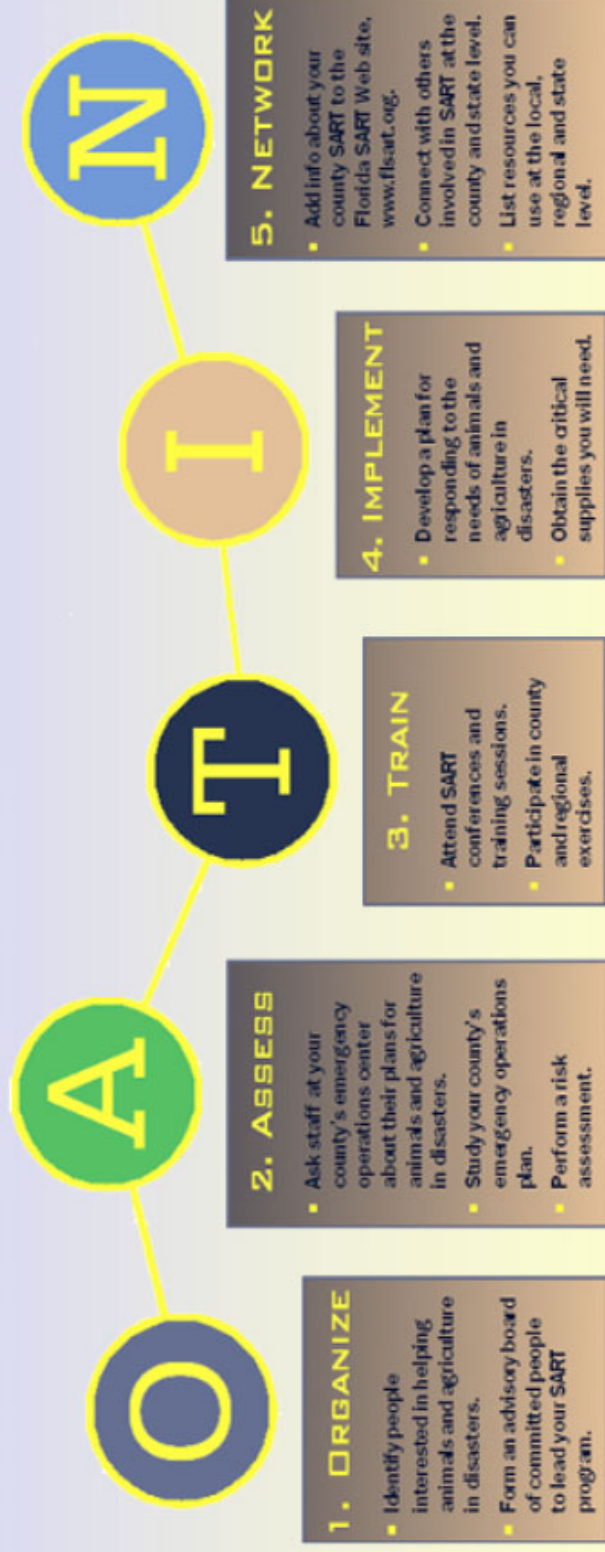 O
A
T
I
N
1. ORGANIZE
▪ Identify people
interested in helping
animals and agriculture
in disasters.
▪ Form an advisory board
of committed people
to lead your SART
program.
2. ASSESS
▪ Ask staff at your
county's emergency
operations center
about their plans for
animals and agriculture
in disasters.
▪ Study your county's
emergency operations
plan.
▪ Perform a risk
assessment.
3. TRAIN
▪ Attend SART
conferences and
training sessions.
▪ Participate in county
and regional
exercises.
4. IMPLEMENT
▪ Develop a plan for
responding to the
needs of animals and
agriculture in
disasters.
▪ Obtain the critical
supplies you will need.
5. NETWORK
▪ Add info about your
county SART to the
Florida SART Web site,
www.flsart.org.
▪ Connect with others
involved in SART at the
county and state level.
▪ List resources you can
use at the local,
regional and state
level.